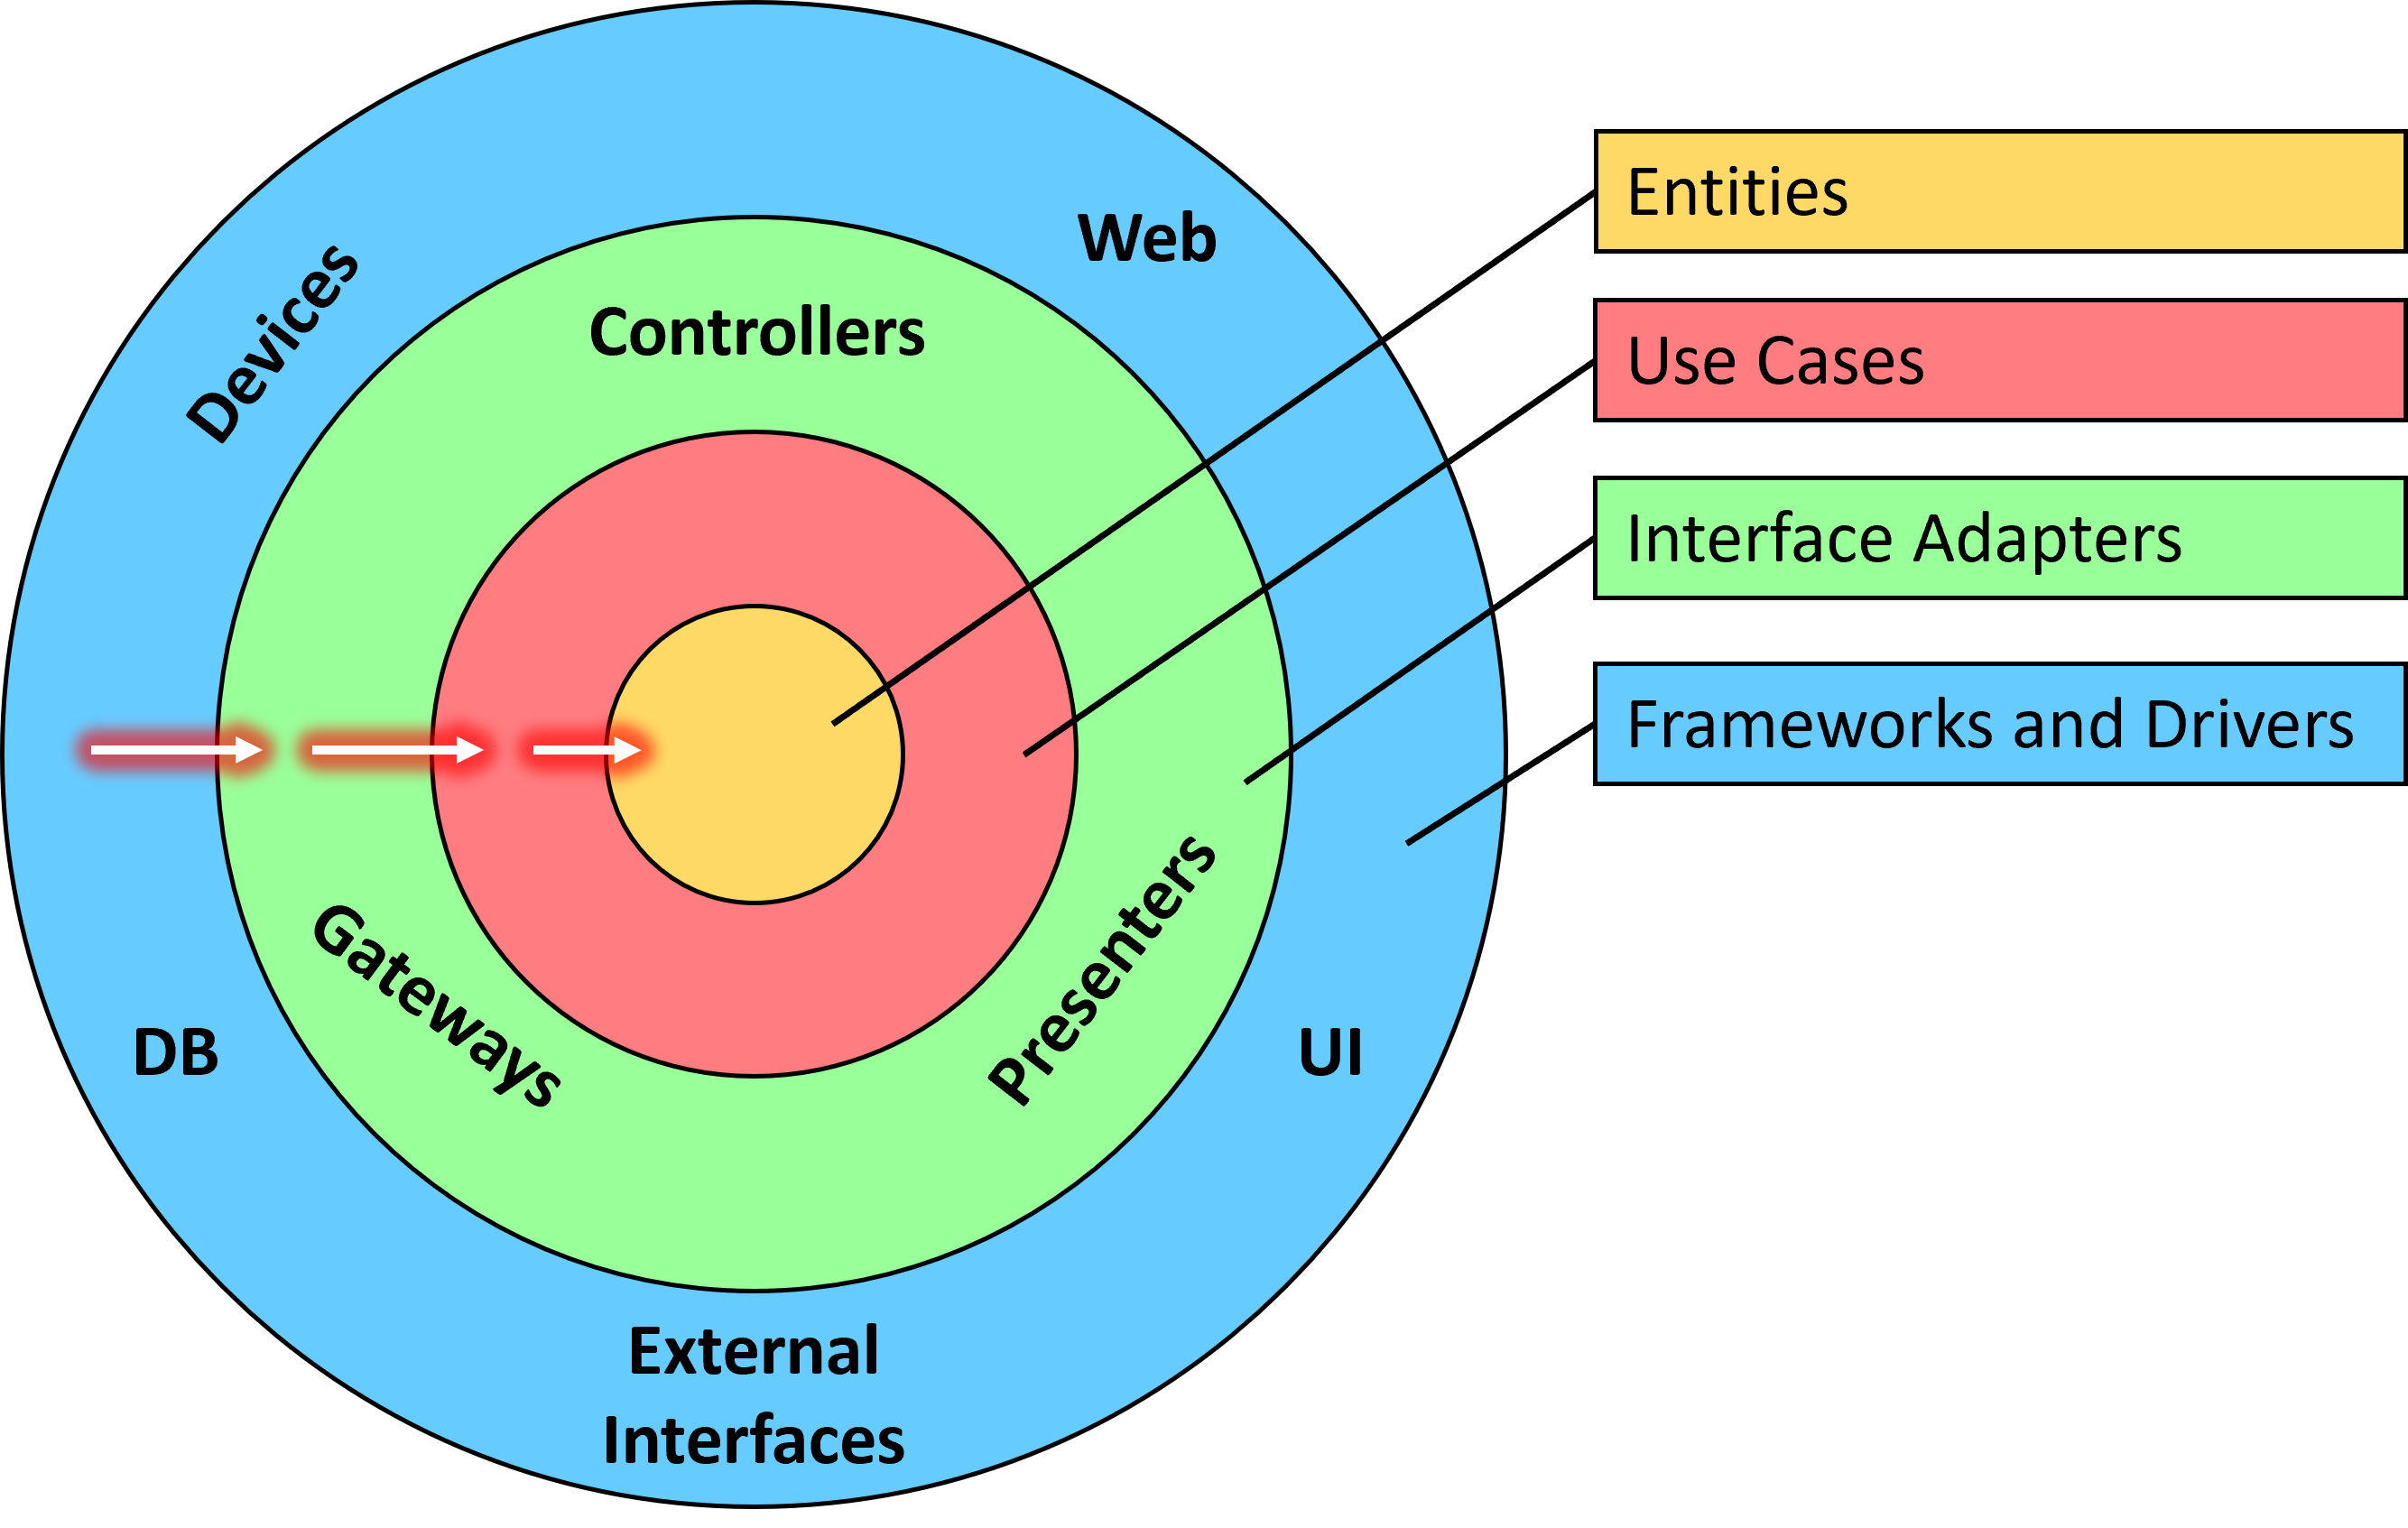 Web
Devices
Controllers
Gateways
Presenters
DB
UI
External
Interfaces
Entities
Use Cases
Interface Adapters
Frameworks and Drivers